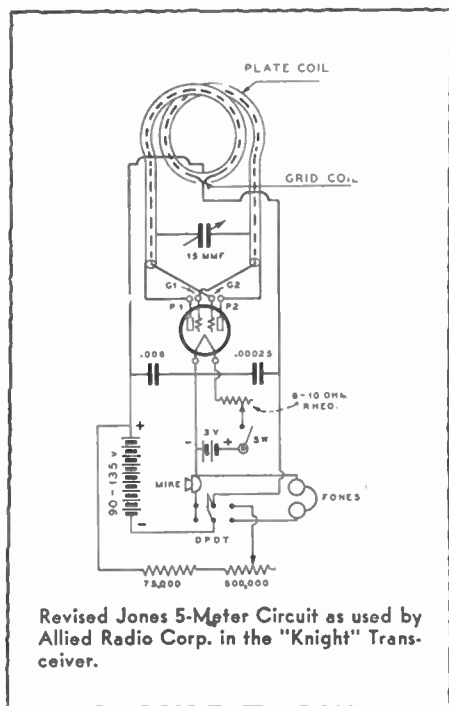 PLATE COIL
GRID COIL
15 MMF
G1 G2
P1 P2
.006 .00025
8-10 OHM
RHEO.
+
- 3V + SW
90-135 v
MIKE
FONES
-
DPDT
75,000 500,000
Revised Jones 5-Meter Circuit as used by
Allied Radio Corp. in the "Knight" Trans-
ceiver.